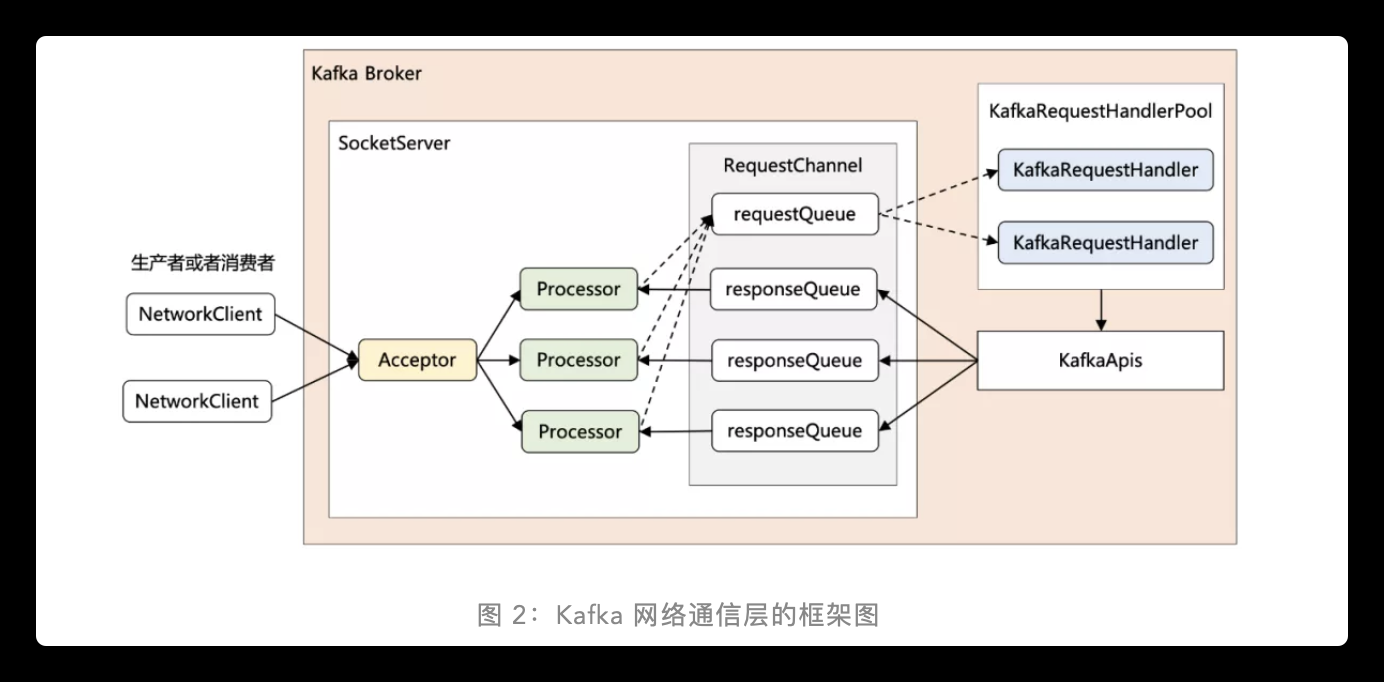 Kafka Broker
SocketServer
RequestChannel
requestQueue
responseQueue
responseQueue
responseQueue
KafkaRequestHandlerPool
KafkaRequestHandler
KafkaRequestHandler
KafkaApis
生产者或者消费者
NetworkClient
NetworkClient
Acceptor
Processor
Processor
Processor
图 2：Kafka 网络通信层的框架图